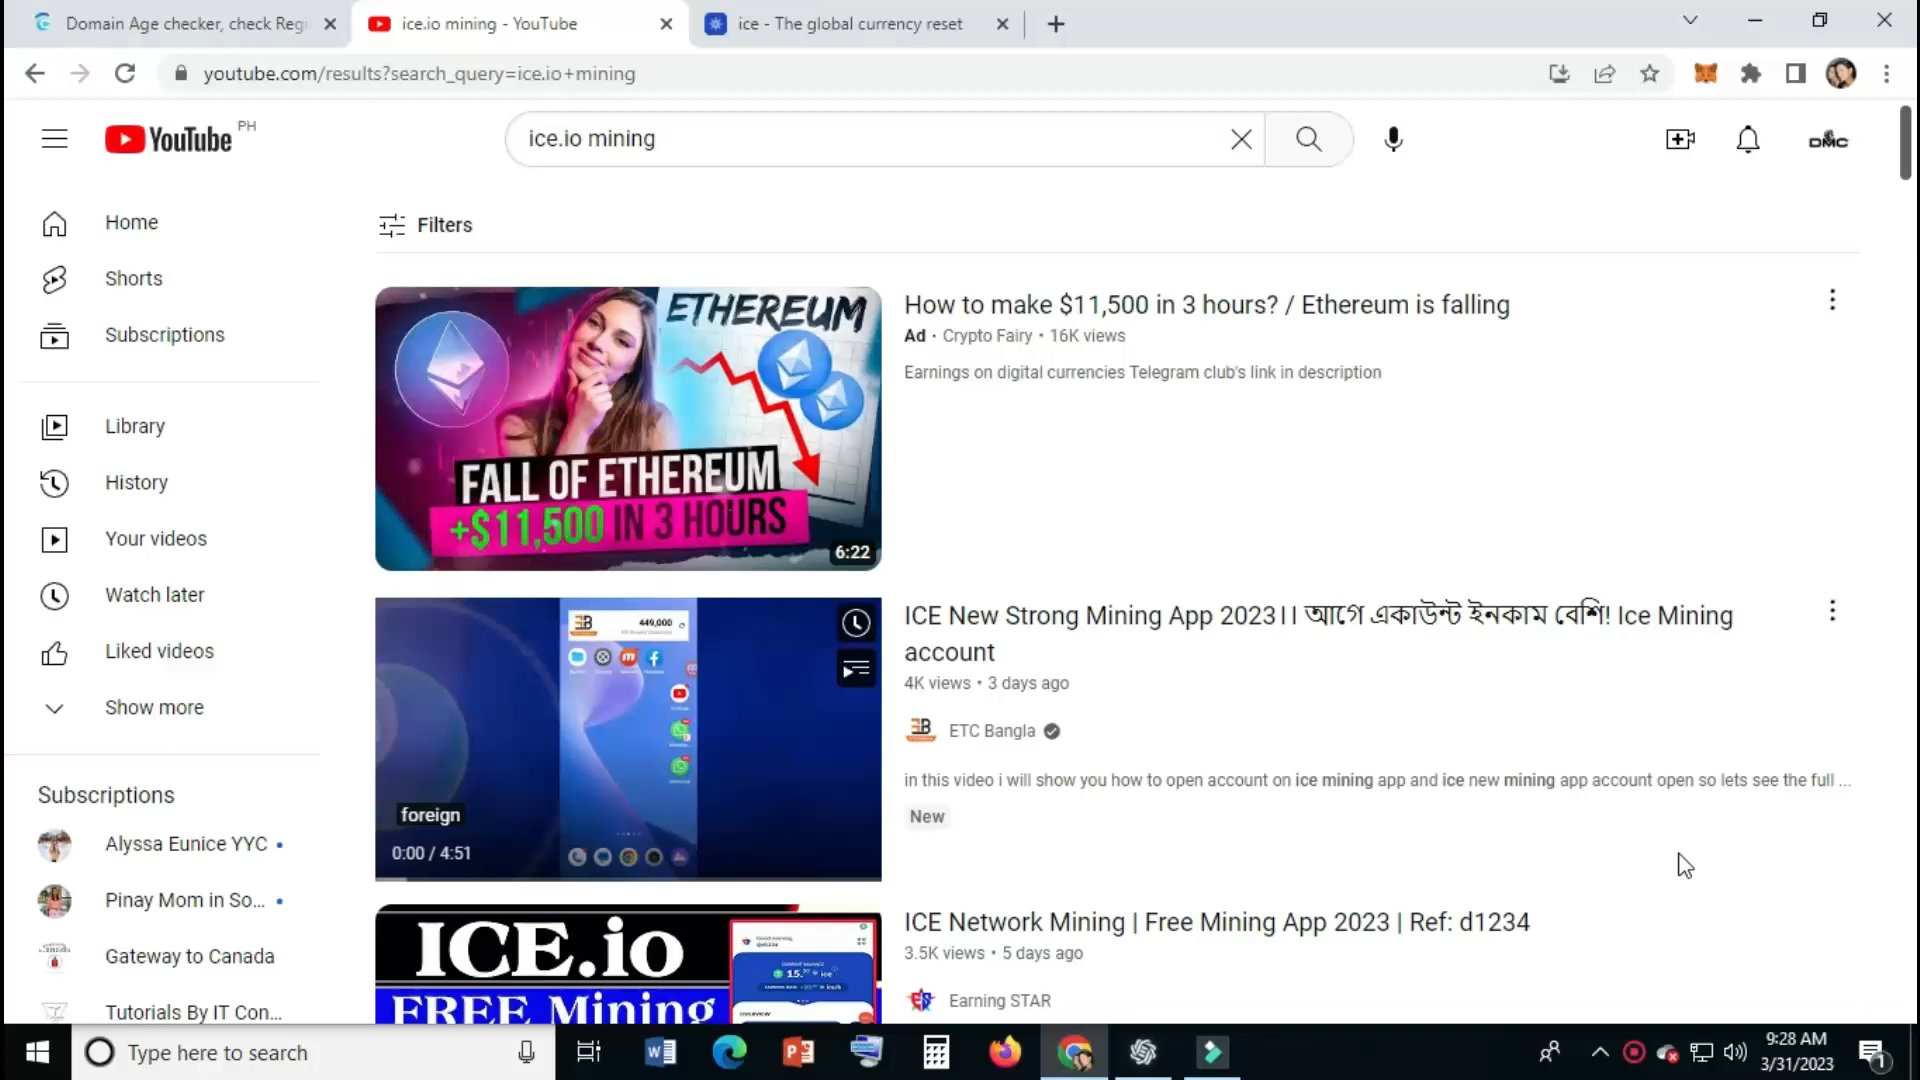 Domain Age checker, check Reg
ice.io mining - YouTube
ice - The global currency reset
youtube.com/results?search_query=ice.io+mining
YouTube PH
ice.io mining
DMC
Home
Shorts
Subscriptions
Library
History
Your videos
Watch later
Liked videos
Show more
Subscriptions
Alyssa Eunice YYC
Pinay Mom in So...
Gateway to Canada
Tutorials By IT Con...
Filters
ETHEREUM
FALL OF ETHEREUM
+$11,500 IN 3 HOURS
6:22
How to make $11,500 in 3 hours? / Ethereum is falling
Ad · Crypto Fairy • 16K views
Earnings on digital currencies Telegram club's link in description
449,000
foreign
0:00 / 4:51
ICE New Strong Mining App 2023।। আগে একাউন্ট ইনকাম বেশি! Ice Mining
account
4K views • 3 days ago
ETC Bangla
in this video i will show you how to open account on ice mining app and ice new mining app account open so lets see the full ...
New
ICE.io
FREE Mining
ICE Network Mining | Free Mining App 2023 | Ref: d1234
3.5K views • 5 days ago
Earning STAR
Type here to search
9:28 AM
3/31/2023
1